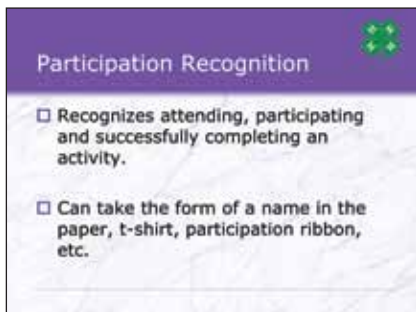 Participation Recognition
Recognizes attending, participating
and successfully completing an
activity.
Can take the form of a name in the
paper, t-shirt, participation ribbon,
etc.